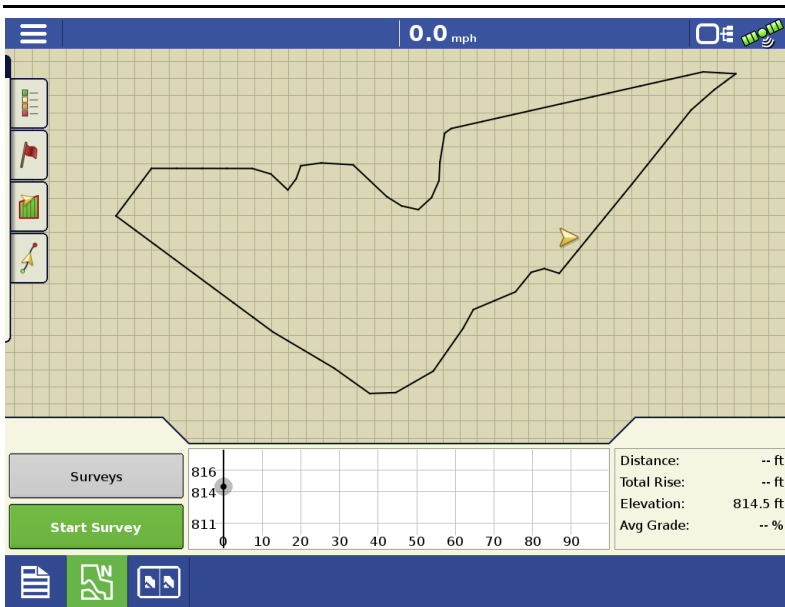 0.0 mph
N
Surveys
Start Survey
816
814
811
0 10 20 30 40 50 60 70 80 90
Distance: -- ft
Total Rise: -- ft
Elevation: 814.5 ft
Avg Grade: -- %